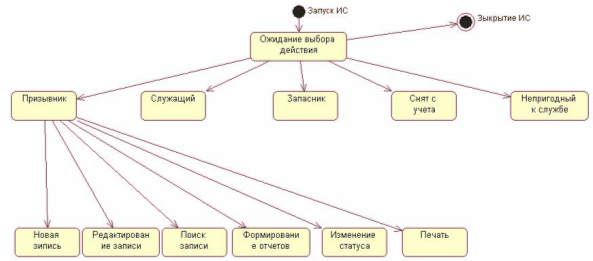 Запуск ИС
Зыкрытие ИС
Ожидание выбора
действия
Призывник
Служащий
Запасник
Снят с
учета
Непригодный
к службе
Новая
зипись
Редактирован
ие записи
Поиск
записи
Формировани
е отчетов
Изменение
статуса
Печать